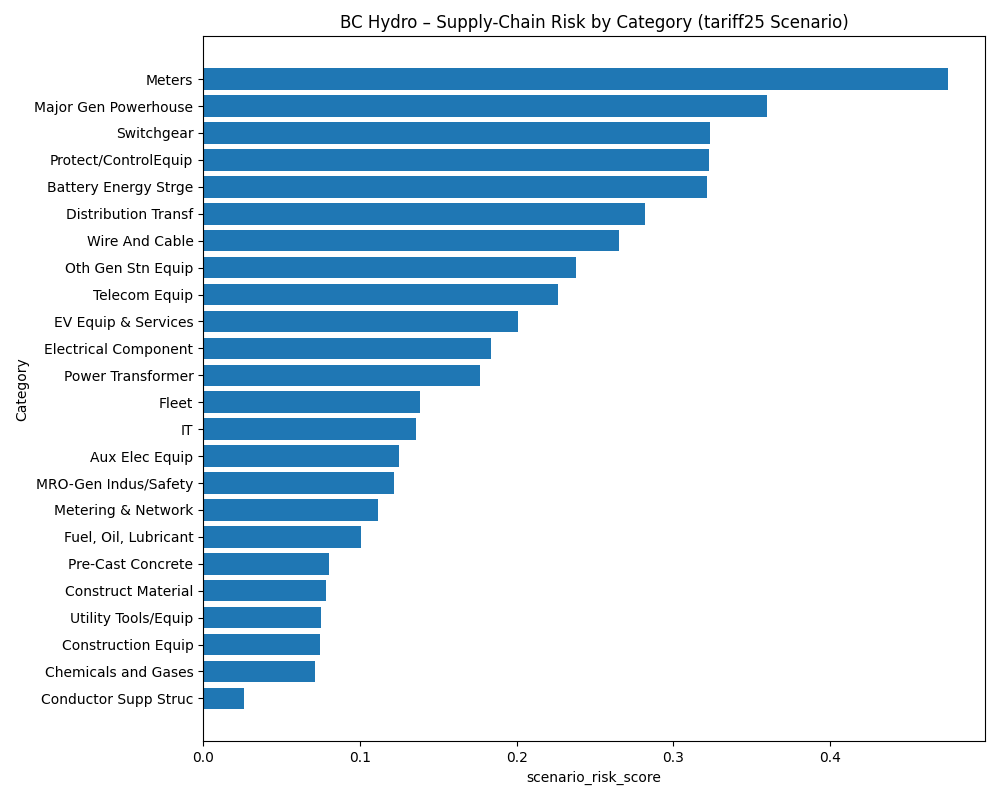 BC Hydro – Supply-Chain Risk by Category (tariff25 Scenario)
Category
Meters
Major Gen Powerhouse
Switchgear
Protect/ControlEquip
Battery Energy Strge
Distribution Transf
Wire And Cable
Oth Gen Stn Equip
Telecom Equip
EV Equip & Services
Electrical Component
Power Transformer
Fleet
IT
Aux Elec Equip
MRO-Gen Indus/Safety
Metering & Network
Fuel, Oil, Lubricant
Pre-Cast Concrete
Construct Material
Utility Tools/Equip
Construction Equip
Chemicals and Gases
Conductor Supp Struc
0.0 0.1 0.2 0.3 0.4
scenario_risk_score